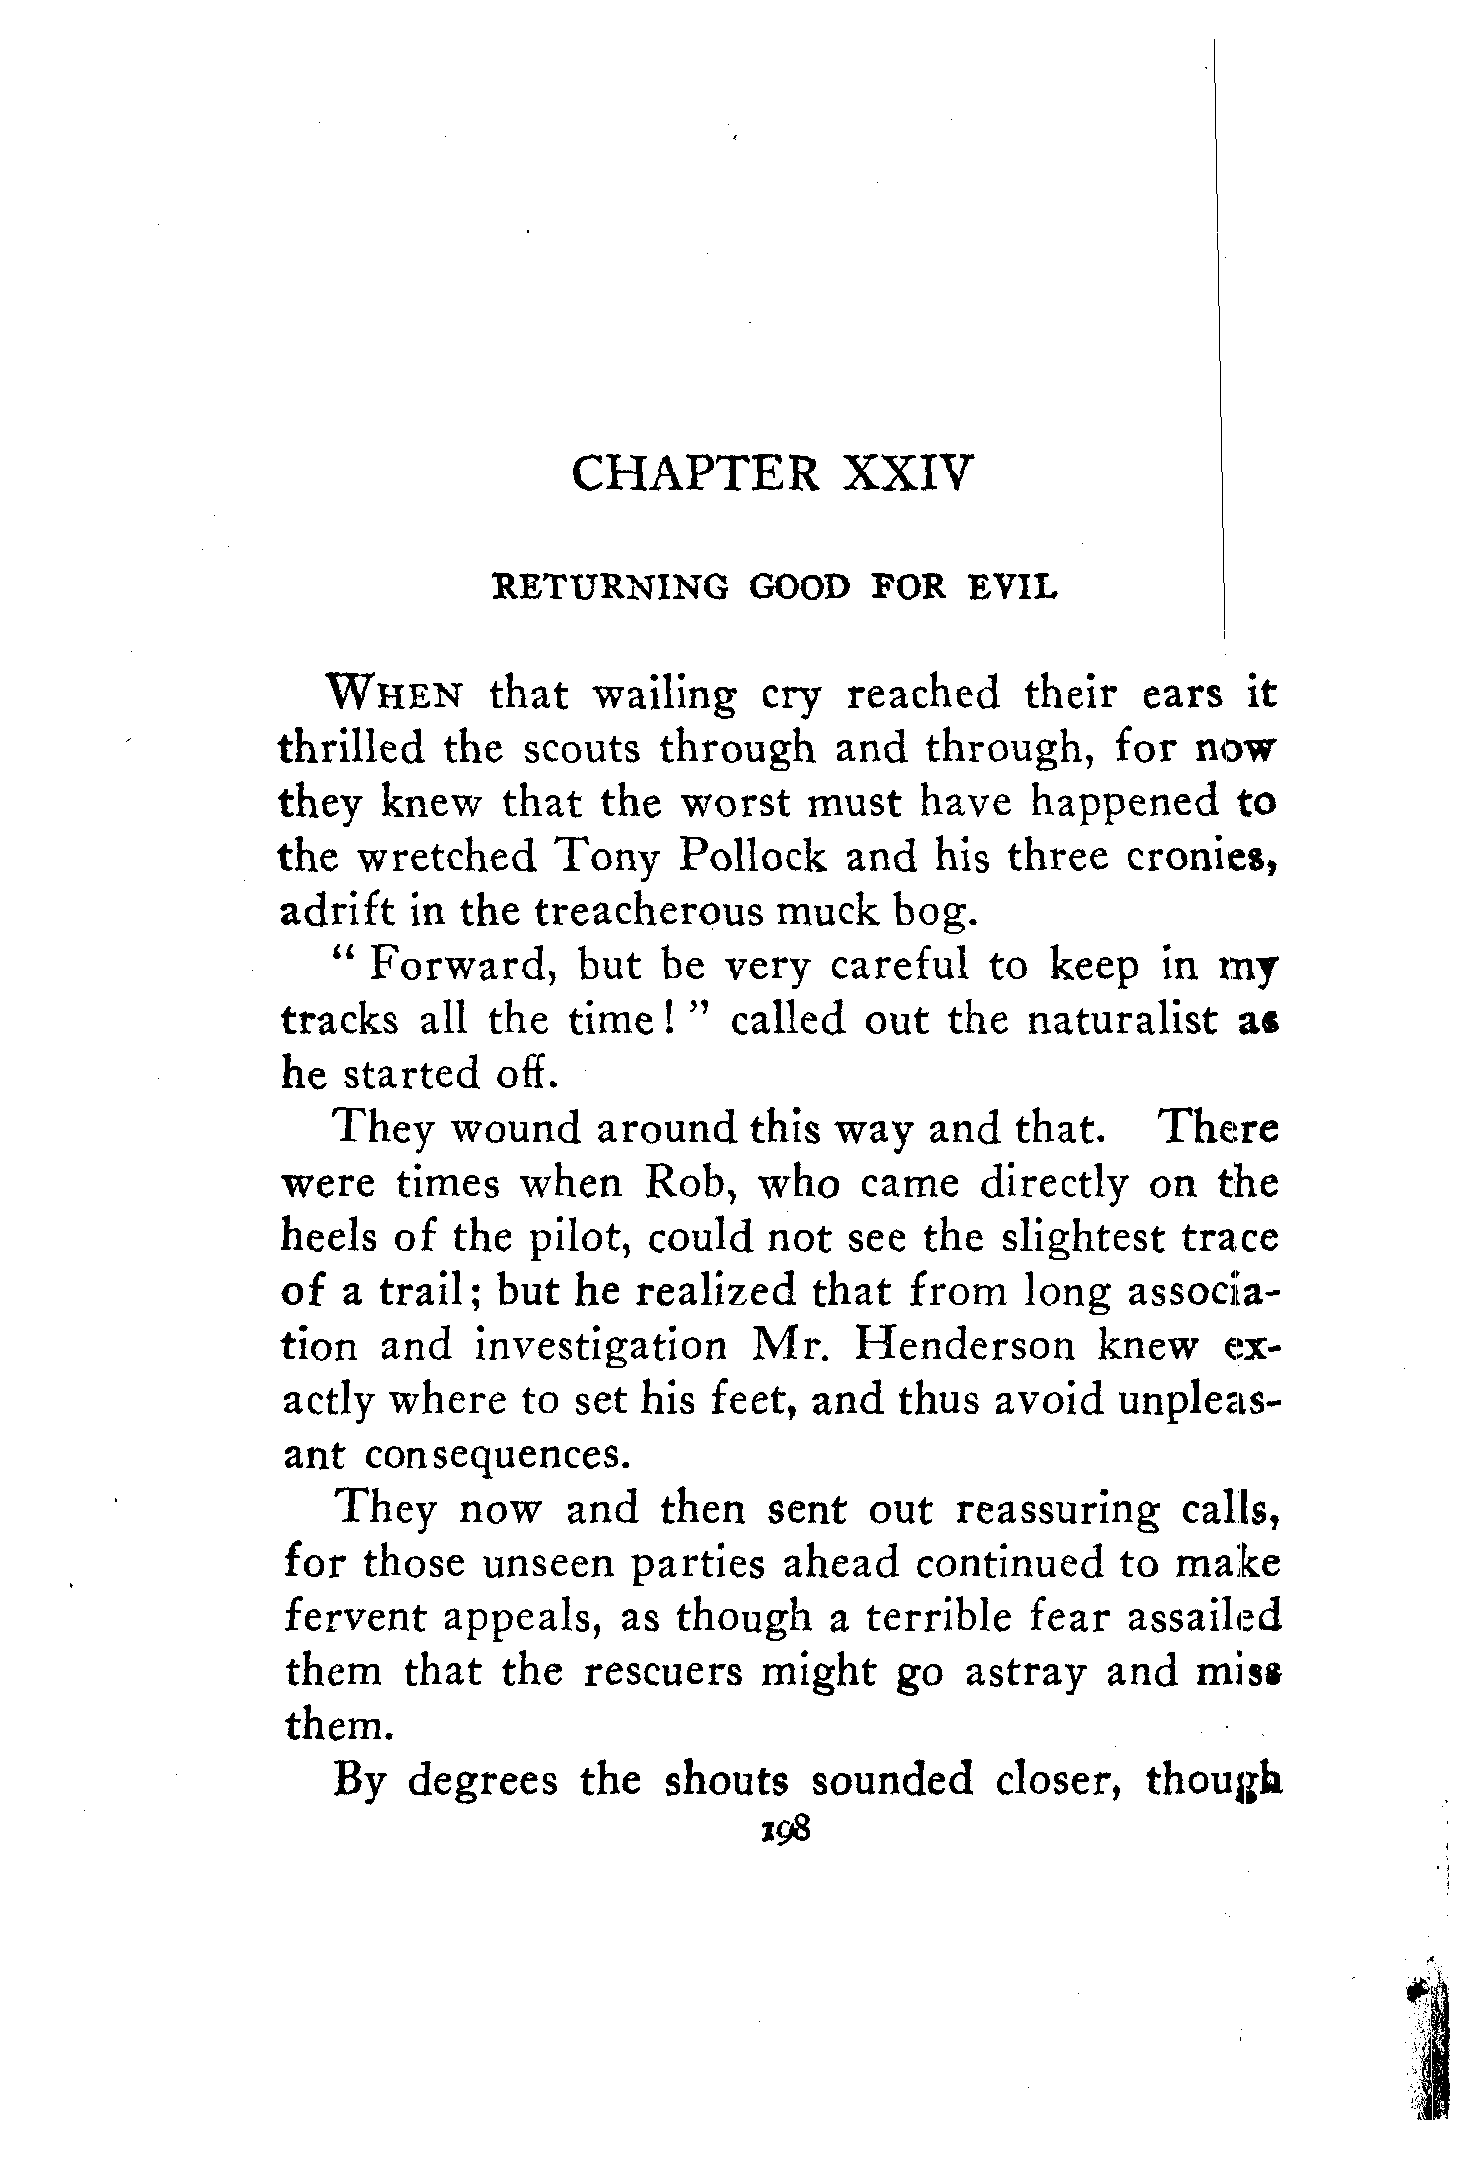 CHAPTER XXIV
RETURNING GOOD FOR EVIL
WHEN that wailing cry reached their ears it
thrilled the scouts through and through, for now
they knew that the worst must have happened to
the wretched Tony Pollock and his three cronies,
adrift in the treacherous muck bog.
“ Forward, but be very careful to keep in my
tracks all the time! ” called out the naturalist as
he started off.
They wound around this way and that. There
were times when Rob, who came directly on the
heels of the pilot, could not see the slightest trace
of a trail; but he realized that from long associa-
tion and investigation Mr. Henderson knew ex-
actly where to set his feet, and thus avoid unpleas-
ant consequences.
They now and then sent out reassuring calls,
for those unseen parties ahead continued to make
fervent appeals, as though a terrible fear assailed
them that the rescuers might go astray and miss
them.
By degrees the shouts sounded closer, though
198